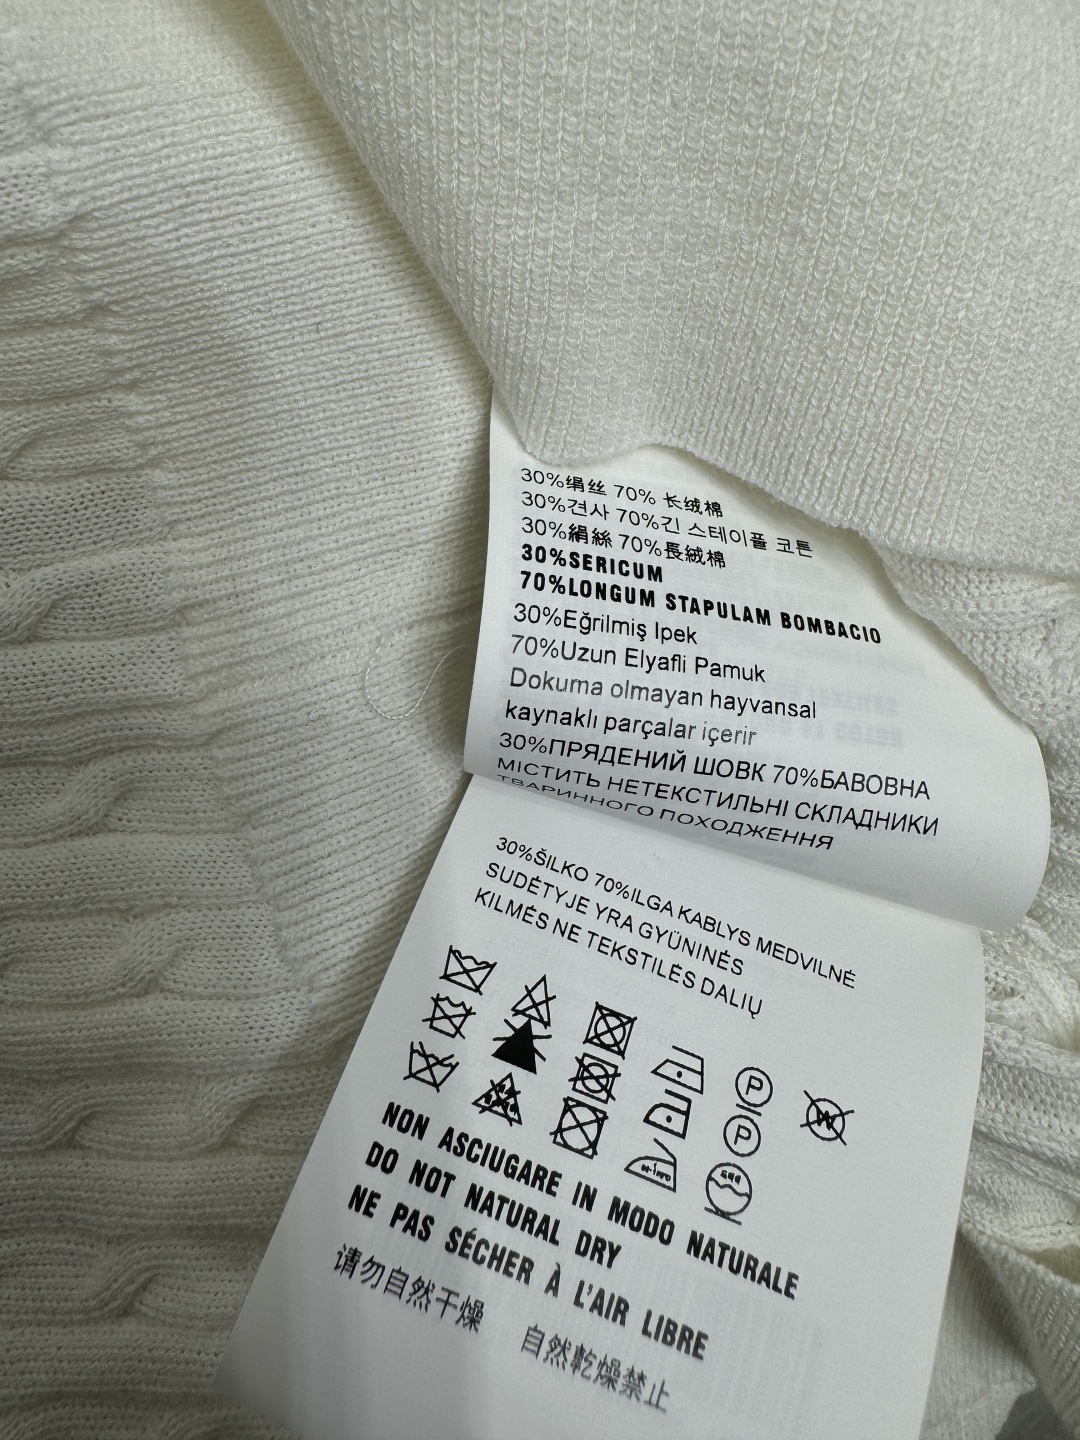 30%绢丝 70% 长绒棉
30%견사 70%긴 스테이플 코튼
30%絹絲 70%長絨棉
30%SERICUM
70%LONGUM STAPULAM BOMBACIO
30%Eğrilmiş Ipek
70%Uzun Elyafli Pamuk
Dokuma olmayan hayvansal
kaynaklı parçalar içerir
30%ПРЯДЕНИЙ ШОВК 70%БАВОВНА
МІСТИТЬ НЕТЕКСТИЛЬНІ СКЛАДНИКИ
ТВАРИННОГО ПОХОДЖЕННЯ
30%ŠILKO 70%ILGA KABLYS MEDVILNĖ
SUDĖTYJE YRA GYŪNINĖS
KILMĖS NE TEKSTILĖS DALIŲ
P W
P
NON ASCIUGARE IN MODO NATURALE
DO NOT NATURAL DRY
NE PAS SÉCHER À L'AIR LIBRE
请勿自然干燥 自然乾燥禁止